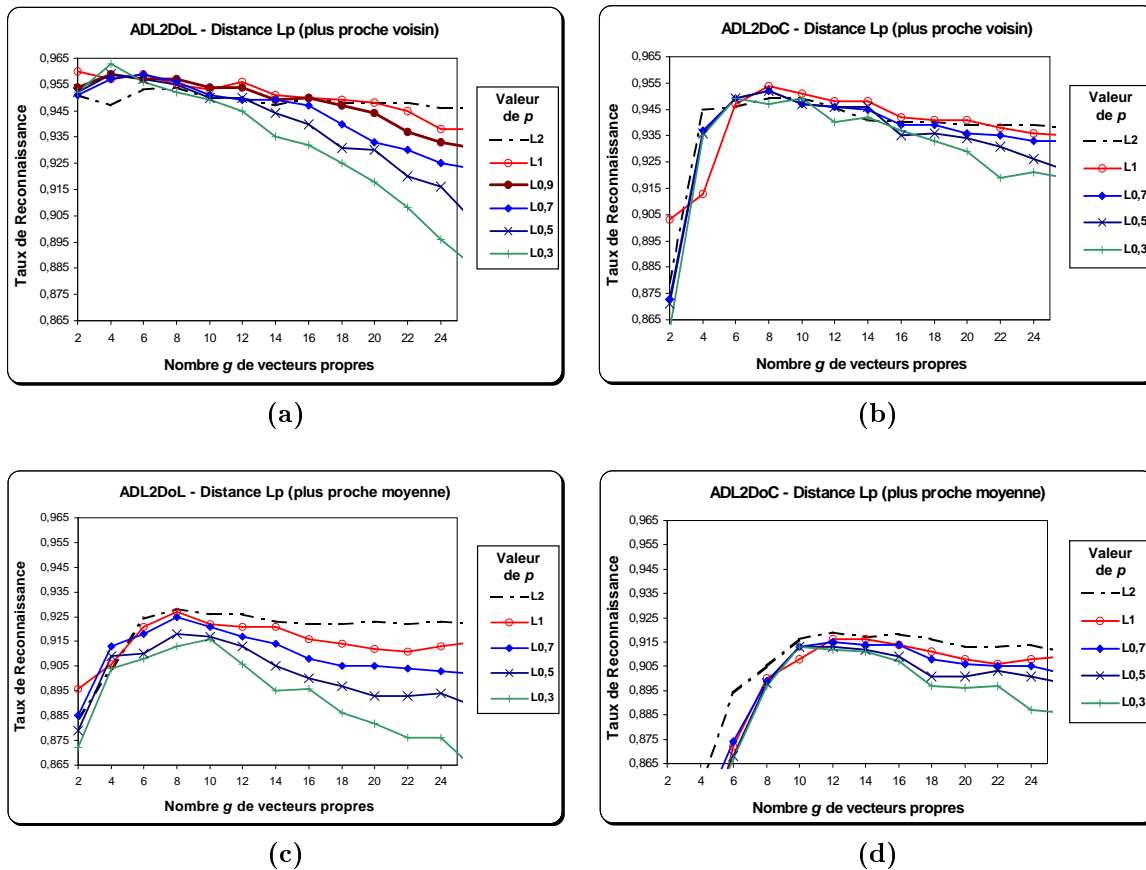 ADL2DoL - Distance Lp (plus proche voisin)
Taux de Reconnaissance
0,965
0,955
0,945
0,935
0,925
0,915
0,905
0,895
0,885
0,875
0,865
2 4 6 8 10 12 14 16 18 20 22 24
Nombre g de vecteurs propres
Valeur
de p
L2
L1
L0,9
L0,7
L0,5
L0,3
(a)
ADL2DoC - Distance Lp (plus proche voisin)
Taux de Reconnaissance
0,965
0,955
0,945
0,935
0,925
0,915
0,905
0,895
0,885
0,875
0,865
2 4 6 8 10 12 14 16 18 20 22 24
Nombre g de vecteurs propres
Valeur
de p
L2
L1
L0,7
L0,5
L0,3
(b)
ADL2DoL - Distance Lp (plus proche moyenne)
Taux de Reconnaissance
0,965
0,955
0,945
0,935
0,925
0,915
0,905
0,895
0,885
0,875
0,865
2 4 6 8 10 12 14 16 18 20 22 24
Nombre g de vecteurs propres
Valeur
de p
L2
L1
L0,7
L0,5
L0,3
(c)
ADL2DoC - Distance Lp (plus proche moyenne)
Taux de Reconnaissance
0,965
0,955
0,945
0,935
0,925
0,915
0,905
0,895
0,885
0,875
0,865
2 4 6 8 10 12 14 16 18 20 22 24
Nombre g de vecteurs propres
Valeur
de p
L2
L1
L0,7
L0,5
L0,3
(d)